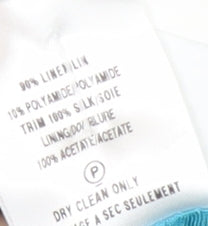 90% LINEN/LIN
10% POLYAMIDE/POLYAMIDE
TRIM 100% SILK/SOIE
LINING/DOUBLURE
100% ACETATE/ACETATE
P
DRY CLEAN ONLY
A SEC SEULEMENT